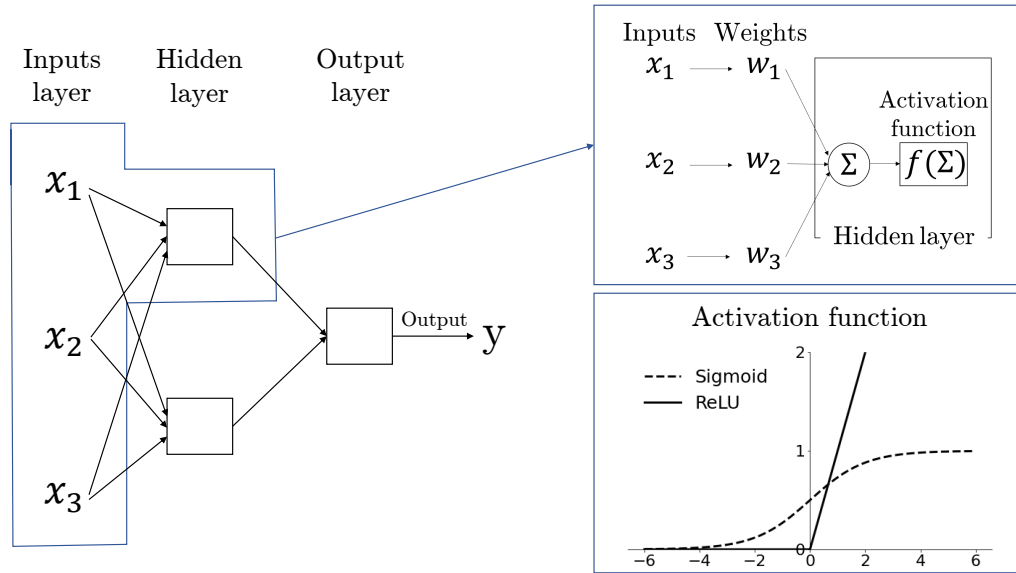 Inputs layer
Hidden layer
Output layer
x₁
x₂
x₃
Output
y
Inputs Weights
x₁ w₁
x₂ w₂
x₃ w₃
Σ
Activation function
f(Σ)
Hidden layer
Activation function
Sigmoid
ReLU
2
1
0
−6 −4 −2 0 2 4 6